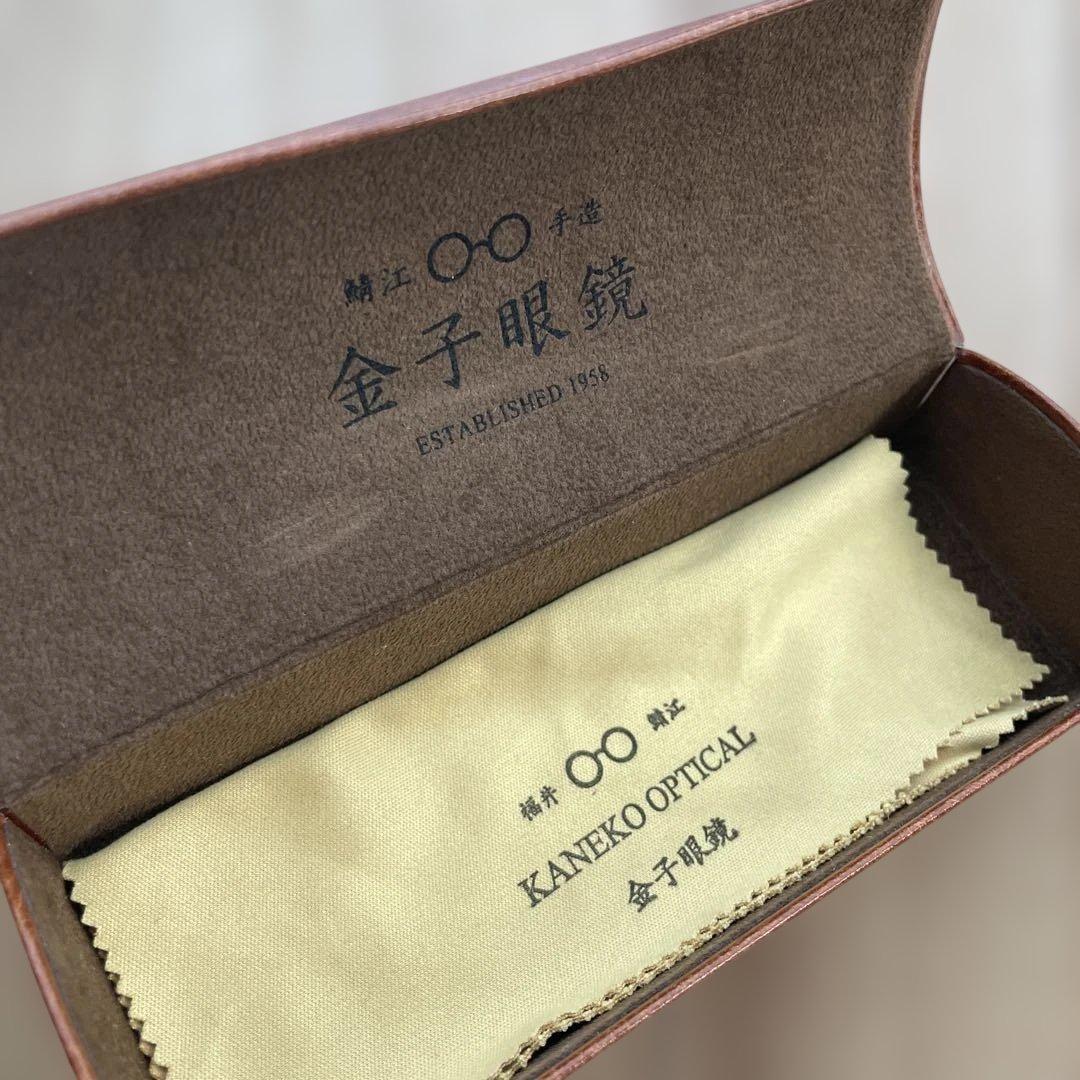 鯖江 手造
金子眼鏡
ESTABLISHED 1958
福井 鯖江
KANEKO OPTICAL
金子眼鏡